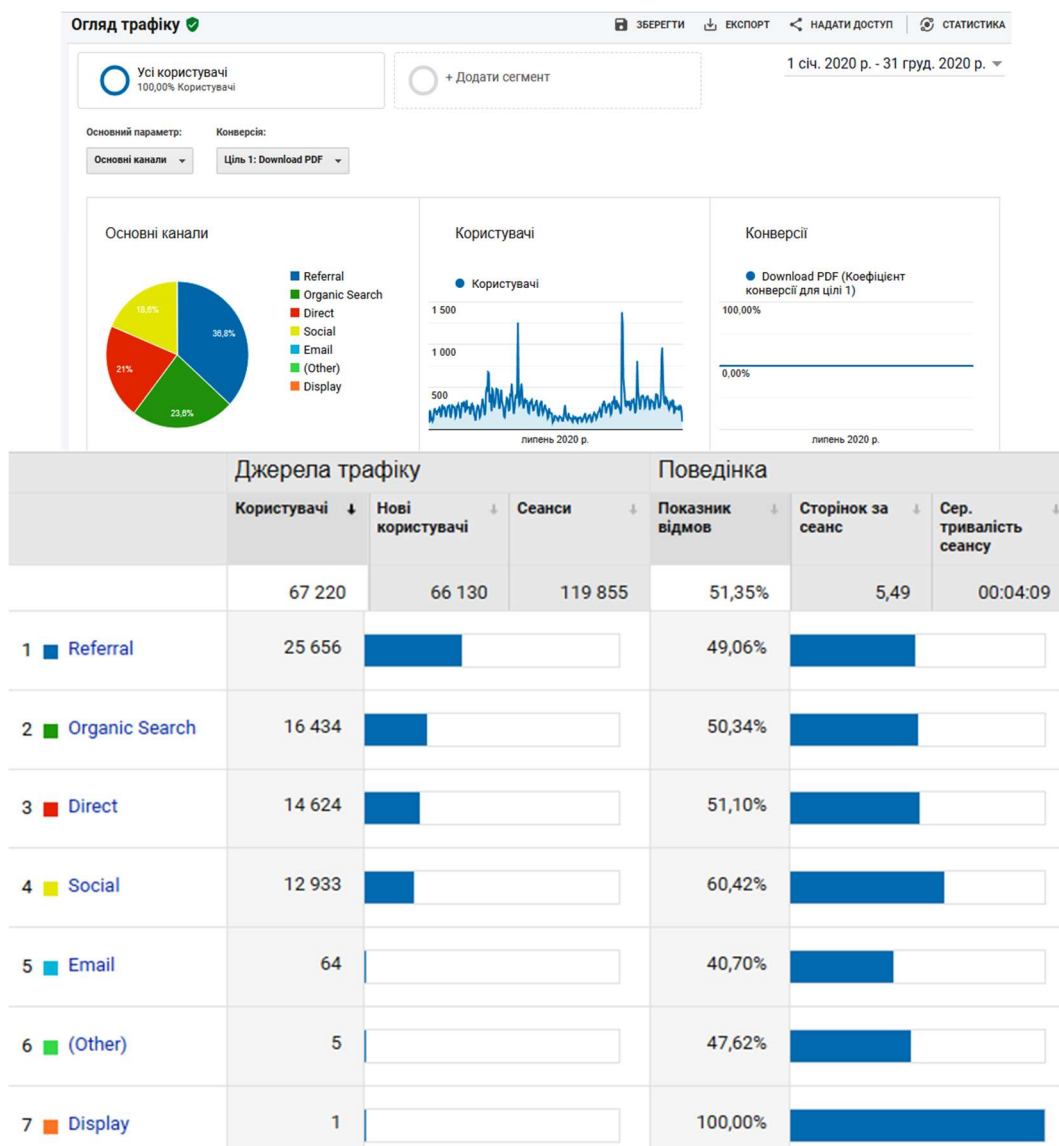 Огляд трафіку
ЗБЕРЕГТИ ЕКСПОРТ НАДАТИ ДОСТУП СТАТИСТИКА
Усі користувачі
100,00% Користувачі
+ Додати сегмент
1 січ. 2020 р. - 31 груд. 2020 р.
Основний параметр: Конверсія:
Основні канали Ціль 1: Download PDF
Основні канали
36,8%
23,6%
21%
18,6%
Referral
Organic Search
Direct
Social
Email
(Other)
Display
Користувачі
Користувачі
1 500
1 000
500
липень 2020 р.
Конверсії
Download PDF (Коефіцієнт
конверсії для цілі 1)
100,00%
0,00%
липень 2020 р.
Джерела трафіку Поведінка
Користувачі Нові користувачі Сеанси Показник відмов Сторінок за сеанс Сер. тривалість сеансу
67 220 66 130 119 855 51,35% 5,49 00:04:09
1 Referral 25 656 49,06%
2 Organic Search 16 434 50,34%
3 Direct 14 624 51,10%
4 Social 12 933 60,42%
5 Email 64 40,70%
6 (Other) 5 47,62%
7 Display 1 100,00%